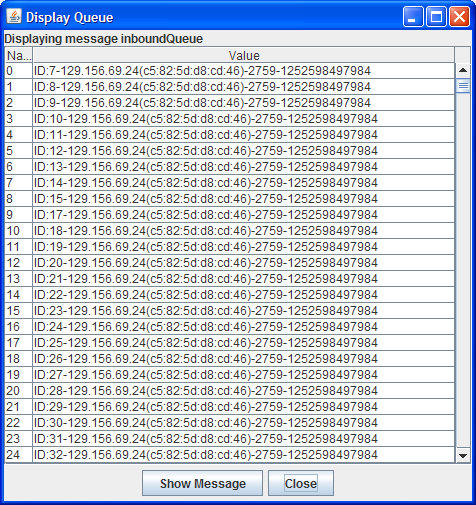 Display Queue
Displaying message inboundQueue
Na... Value
0 ID:7-129.156.69.24(c5:82:5d:d8:cd:46)-2759-1252598497984
1 ID:8-129.156.69.24(c5:82:5d:d8:cd:46)-2759-1252598497984
2 ID:9-129.156.69.24(c5:82:5d:d8:cd:46)-2759-1252598497984
3 ID:10-129.156.69.24(c5:82:5d:d8:cd:46)-2759-1252598497984
4 ID:11-129.156.69.24(c5:82:5d:d8:cd:46)-2759-1252598497984
5 ID:12-129.156.69.24(c5:82:5d:d8:cd:46)-2759-1252598497984
6 ID:13-129.156.69.24(c5:82:5d:d8:cd:46)-2759-1252598497984
7 ID:14-129.156.69.24(c5:82:5d:d8:cd:46)-2759-1252598497984
8 ID:15-129.156.69.24(c5:82:5d:d8:cd:46)-2759-1252598497984
9 ID:17-129.156.69.24(c5:82:5d:d8:cd:46)-2759-1252598497984
10 ID:18-129.156.69.24(c5:82:5d:d8:cd:46)-2759-1252598497984
11 ID:19-129.156.69.24(c5:82:5d:d8:cd:46)-2759-1252598497984
12 ID:20-129.156.69.24(c5:82:5d:d8:cd:46)-2759-1252598497984
13 ID:21-129.156.69.24(c5:82:5d:d8:cd:46)-2759-1252598497984
14 ID:22-129.156.69.24(c5:82:5d:d8:cd:46)-2759-1252598497984
15 ID:23-129.156.69.24(c5:82:5d:d8:cd:46)-2759-1252598497984
16 ID:24-129.156.69.24(c5:82:5d:d8:cd:46)-2759-1252598497984
17 ID:25-129.156.69.24(c5:82:5d:d8:cd:46)-2759-1252598497984
18 ID:26-129.156.69.24(c5:82:5d:d8:cd:46)-2759-1252598497984
19 ID:27-129.156.69.24(c5:82:5d:d8:cd:46)-2759-1252598497984
20 ID:28-129.156.69.24(c5:82:5d:d8:cd:46)-2759-1252598497984
21 ID:29-129.156.69.24(c5:82:5d:d8:cd:46)-2759-1252598497984
22 ID:30-129.156.69.24(c5:82:5d:d8:cd:46)-2759-1252598497984
23 ID:31-129.156.69.24(c5:82:5d:d8:cd:46)-2759-1252598497984
24 ID:32-129.156.69.24(c5:82:5d:d8:cd:46)-2759-1252598497984
Show Message Close